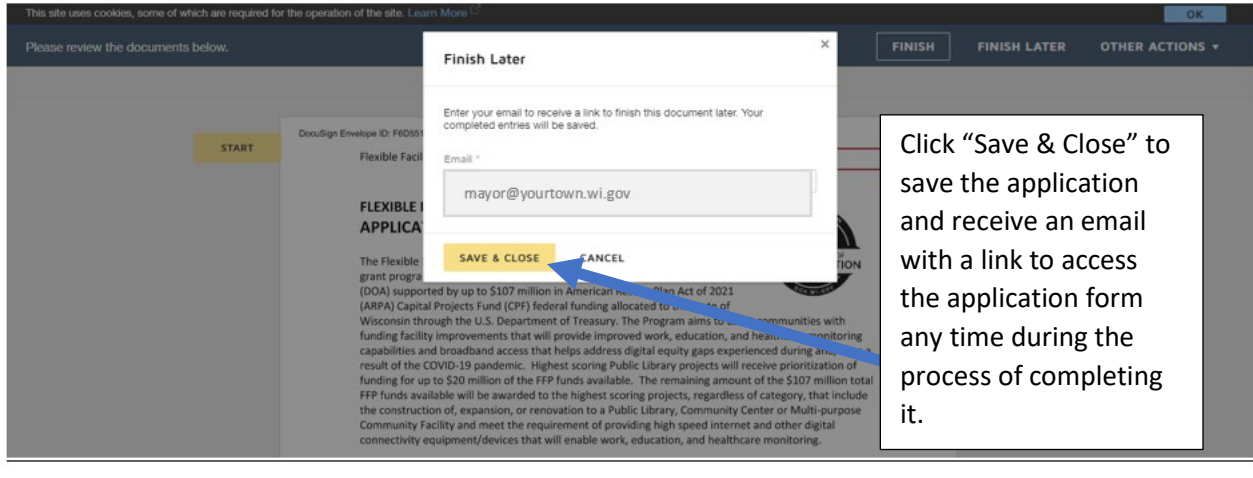 This site uses cookies, some of which are required for the operation of the site. Learn More
OK
Please review the documents below.
FINISH
FINISH LATER
OTHER ACTIONS
Finish Later
×
Enter your email to receive a link to finish this document later. Your
completed entries will be saved.
Email *
mayor@yourtown.wi.gov
SAVE & CLOSE
CANCEL
START
DocuSign Envelope ID: F6D551
Flexible Facil
FLEXIBLE
APPLICA
The Flexible
grant progra
(DOA) supported by up to $107 million in American Rescue Plan Act of 2021
(ARPA) Capital Projects Fund (CPF) federal funding allocated to the State of
Wisconsin through the U.S. Department of Treasury. The Program aims to communities with
funding facility improvements that will provide improved work, education, and health monitoring
capabilities and broadband access that helps address digital equity gaps experienced during and
result of the COVID-19 pandemic. Highest scoring Public Library projects will receive prioritization of
funding for up to $20 million of the FFP funds available. The remaining amount of the $107 million total
FFP funds available will be awarded to the highest scoring projects, regardless of category, that include
the construction of, expansion, or renovation to a Public Library, Community Center or Multi-purpose
Community Facility and meet the requirement of providing high speed internet and other digital
connectivity equipment/devices that will enable work, education, and healthcare monitoring.
Click “Save & Close” to
save the application
and receive an email
with a link to access
the application form
any time during the
process of completing
it.